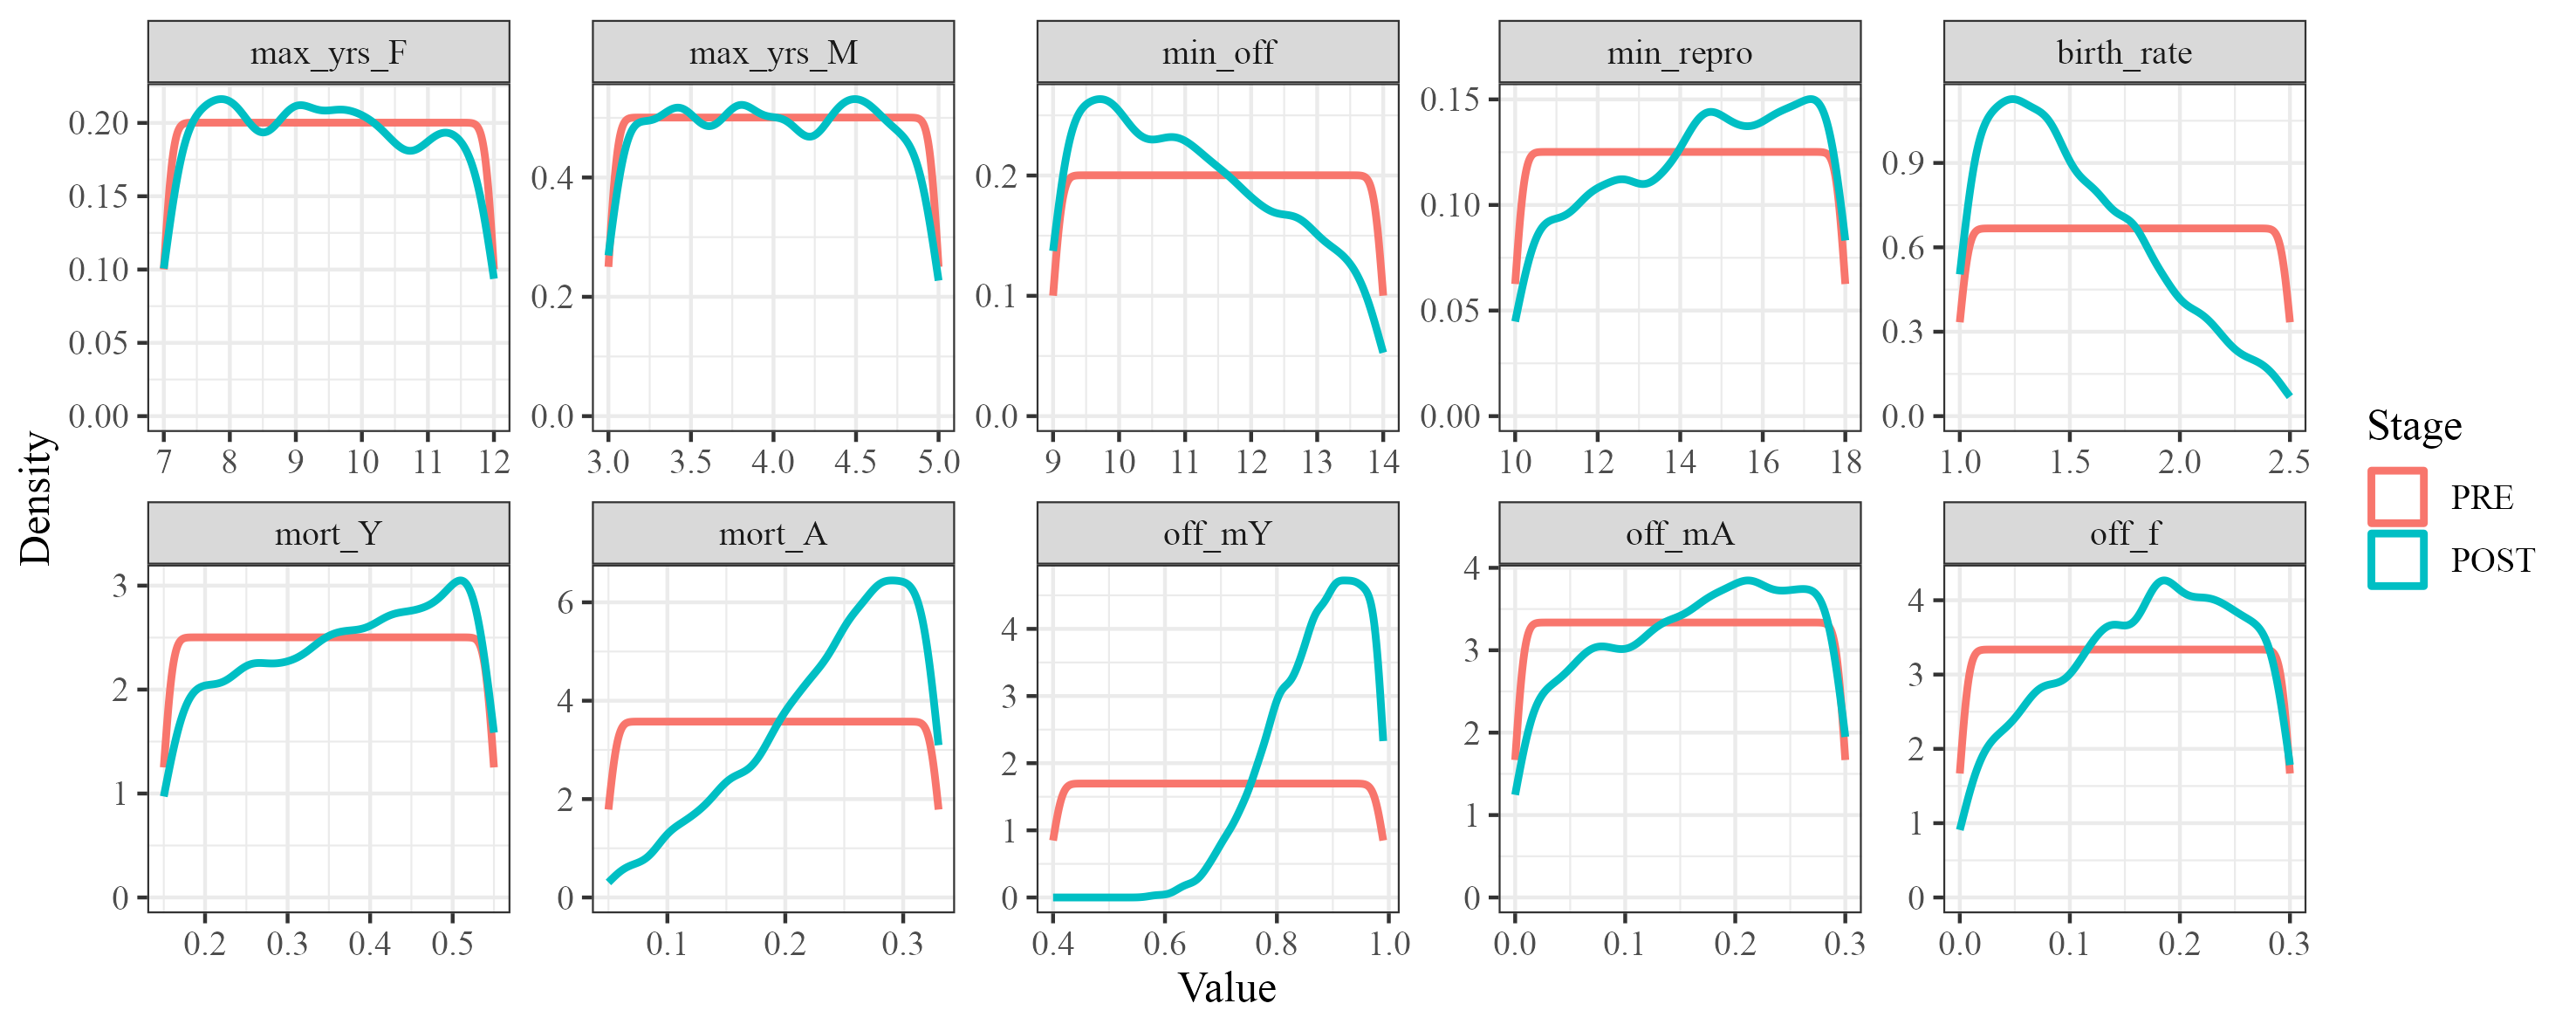 max_yrs_F
max_yrs_M
min_off
min_repro
birth_rate
0.20
0.15
0.10
0.05
0.00
7 8 9 10 11 12
0.4
0.2
0.0
3.0 3.5 4.0 4.5 5.0
0.2
0.1
0.0
9 10 11 12 13 14
0.15
0.10
0.05
0.00
10 12 14 16 18
0.9
0.6
0.3
0.0
1.0 1.5 2.0 2.5
Density
mort_Y
mort_A
off_mY
off_mA
off_f
3
2
1
0
0.2 0.3 0.4 0.5
6
4
2
0
0.1 0.2 0.3
4
3
2
1
0
0.4 0.6 0.8 1.0
4
3
2
1
0
0.0 0.1 0.2 0.3
4
3
2
1
0
0.0 0.1 0.2 0.3
Value
Stage
PRE
POST